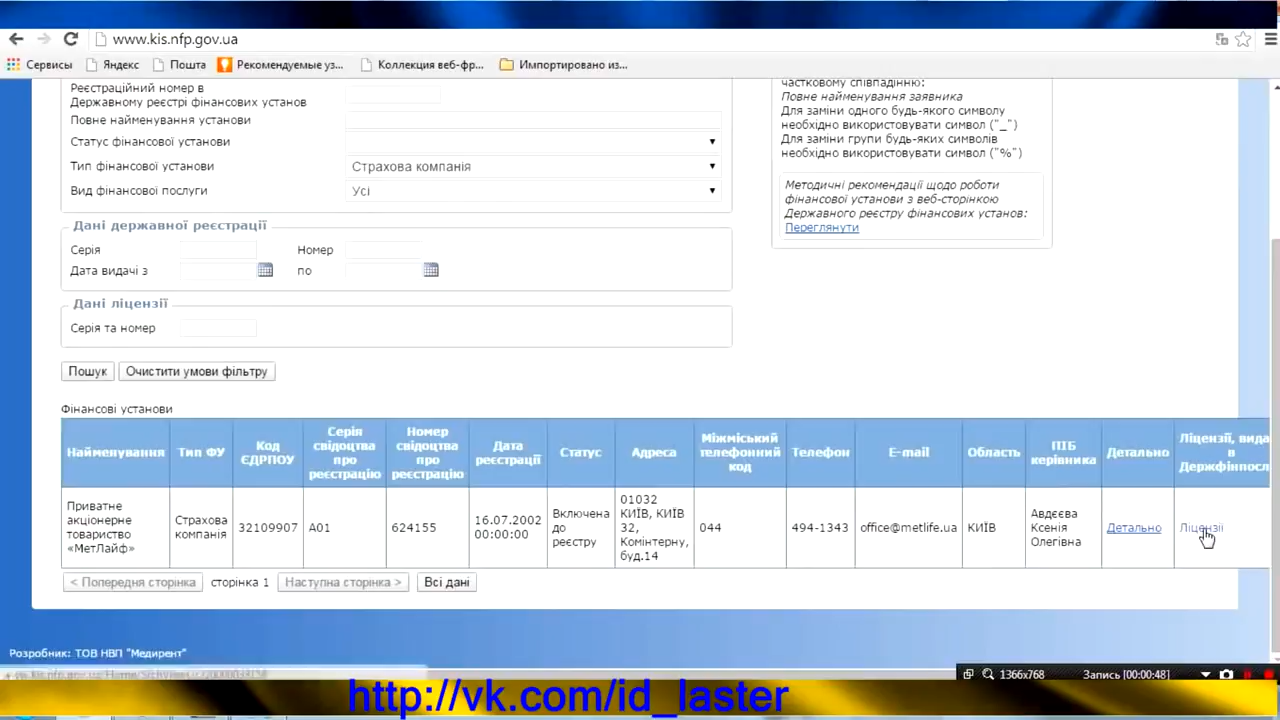 www.kis.nfp.gov.ua
Сервисы Яндекс Пошта Рекомендуемые уз... Коллекция веб-фр... Импортировано из...
Реєстраційний номер в
Державному реєстрі фінансових установ
Повне найменування установи
Статус фінансової установи
Тип фінансової установи Страхова компанія
Вид фінансової послуги Усі
частковому співпадінню:
Повне найменування заявника
Для заміни одного будь-якого символу
необхідно використовувати символ ("_")
Для заміни групи будь-яких символів
необхідно використовувати символ ("%")
Методичні рекомендації щодо роботи
фінансової установи з веб-сторінкою
Державного реєстру фінансових установ:
Переглянути
Дані державної реєстрації
Серія Номер
Дата видачі з по
Дані ліцензії
Серія та номер
Пошук Очистити умови фільтру
Фінансові установи
Найменування
Тип ФУ
Код
ЄДРПОУ
Серія
свідоцтва
про
реєстрацію
Номер
свідоцтва
про
реєстрацію
Дата
реєстрації
Статус
Адреса
Міжміський
телефонний
код
Телефон
E-mail
Область
ПІБ
керівника
Детально
Ліцензії, вида
в
Держфінпосл
Приватне
акціонерне
товариство
«МетЛайф»
Страхова
компанія
32109907
А01
624155
16.07.2002
00:00:00
Включена
до
реєстру
01032
КИЇВ, КИЇВ
32,
Комінтерну,
буд.14
044
494-1343
office@metlife.ua
КИЇВ
Авдєєва
Ксенія
Олегівна
Детально
Ліцензії
< Попередня сторінка сторінка 1 Наступна сторінка > Всі дані
Розробник: ТОВ НВП "Медирент"
1366x768 Запись [00:00:48]
http://vk.com/id_laster